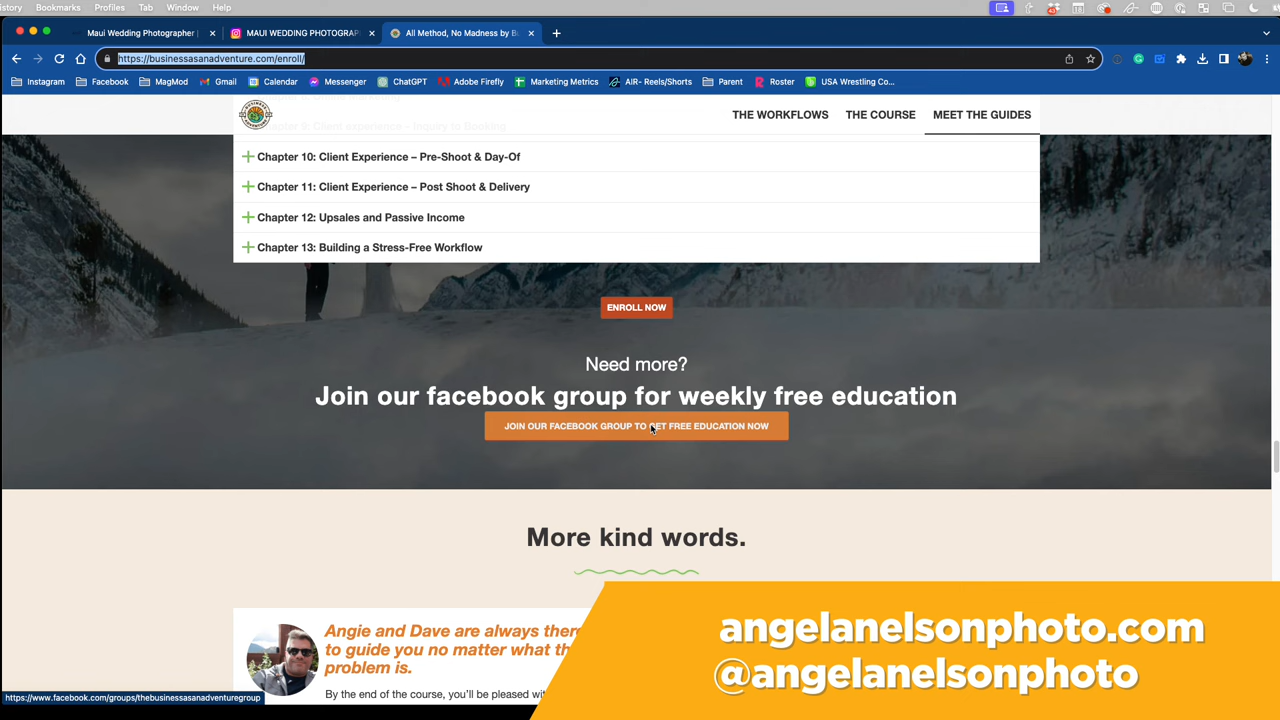 istory Bookmarks Profiles Tab Window Help
Maui Wedding Photographer | MAUI WEDDING PHOTOGRAP All Method, No Madness by B
https://businessasanadventure.com/enroll/
Instagram Facebook MagMod Gmail Calendar Messenger ChatGPT Adobe Firefly Marketing Metrics AIR- Reels/Shorts Parent Roster USA Wrestling Co...
THE WORKFLOWS THE COURSE MEET THE GUIDES
Chapter 10: Client Experience – Pre-Shoot & Day-Of
Chapter 11: Client Experience – Post Shoot & Delivery
Chapter 12: Upsales and Passive Income
Chapter 13: Building a Stress-Free Workflow
ENROLL NOW
Need more?
Join our facebook group for weekly free education
JOIN OUR FACEBOOK GROUP TO GET FREE EDUCATION NOW
More kind words.
Angie and Dave are always ther
to guide you no matter what th
problem is.
By the end of the course, you'll be pleased wit
https://www.facebook.com/groups/thebusinessasanadventuregroup
angelanelsonphoto.com
@angelanelsonphoto